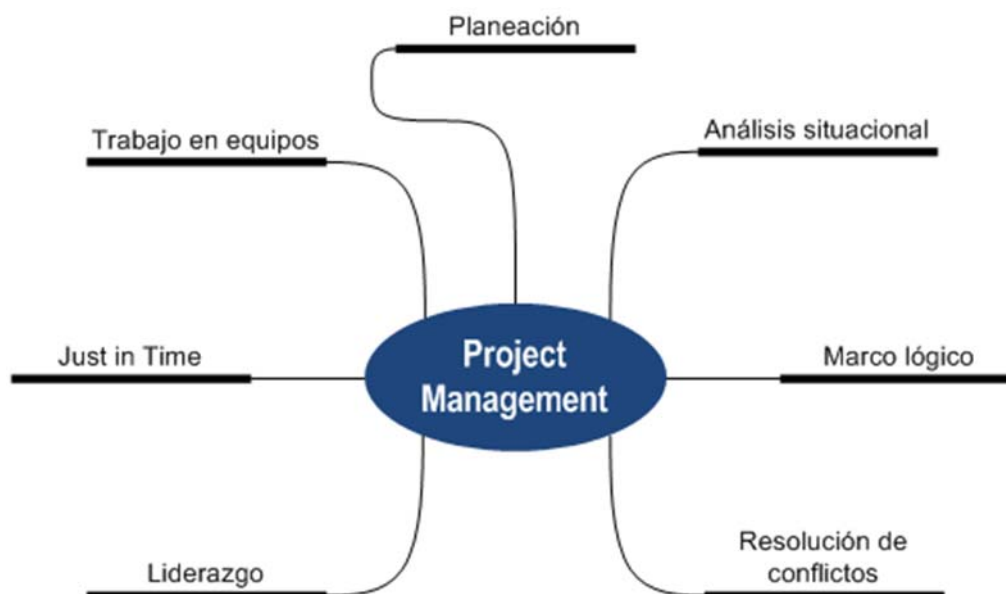 Planeación
Trabajo en equipos
Análisis situacional
Just in Time
Project
Management
Marco lógico
Liderazgo
Resolución de
conflictos